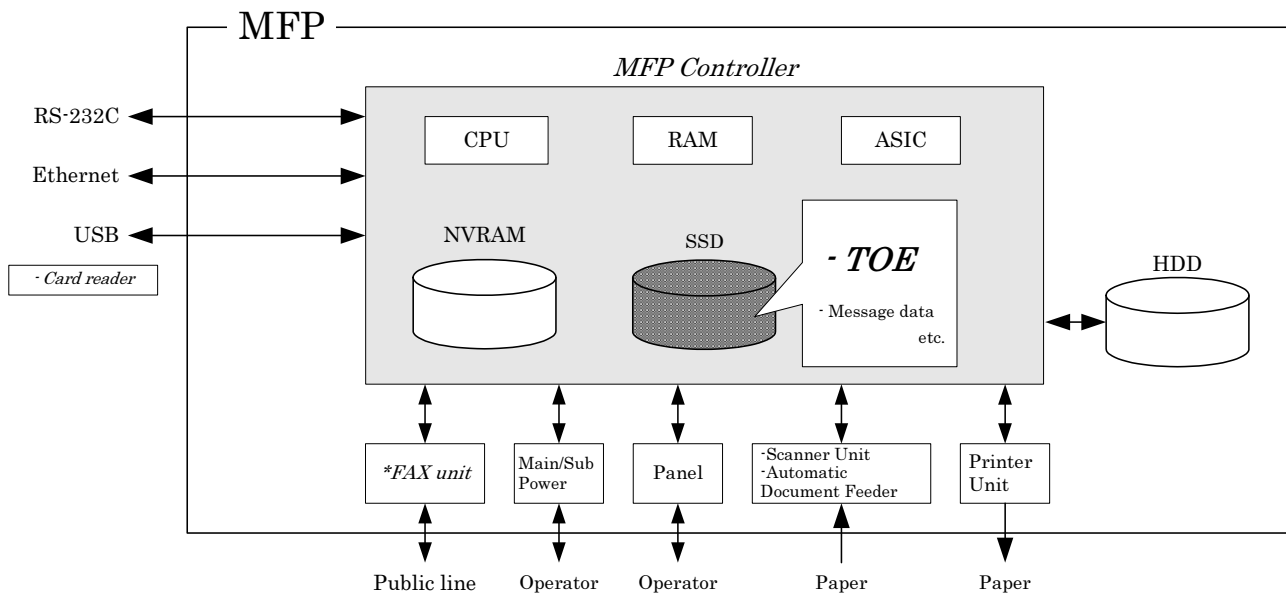 MFP
MFP Controller
RS-232C
CPU
RAM
ASIC
Ethernet
USB
NVRAM
SSD
- TOE
HDD
- Card reader
- Message data
etc.
*FAX unit
Main/Sub
Power
Panel
-Scanner Unit
-Automatic
Document Feeder
Printer
Unit
Public line
Operator
Operator
Paper
Paper